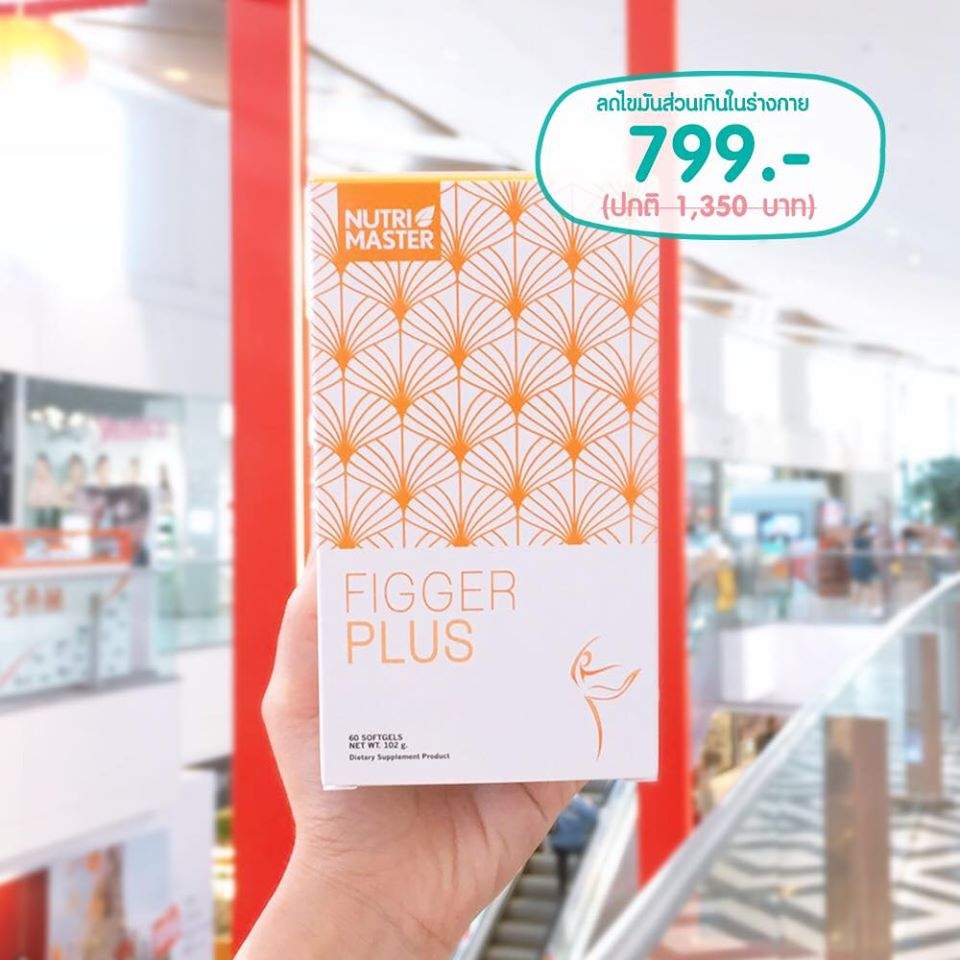 ลดไขมันส่วนเกินในร่างกาย
799.-
(ปกติ 1,350 บาท)
NUTRI
MASTER
FIGGER
PLUS
60 SOFTGELS
NET WT. 102 g.
Dietary Supplement Product
SAM